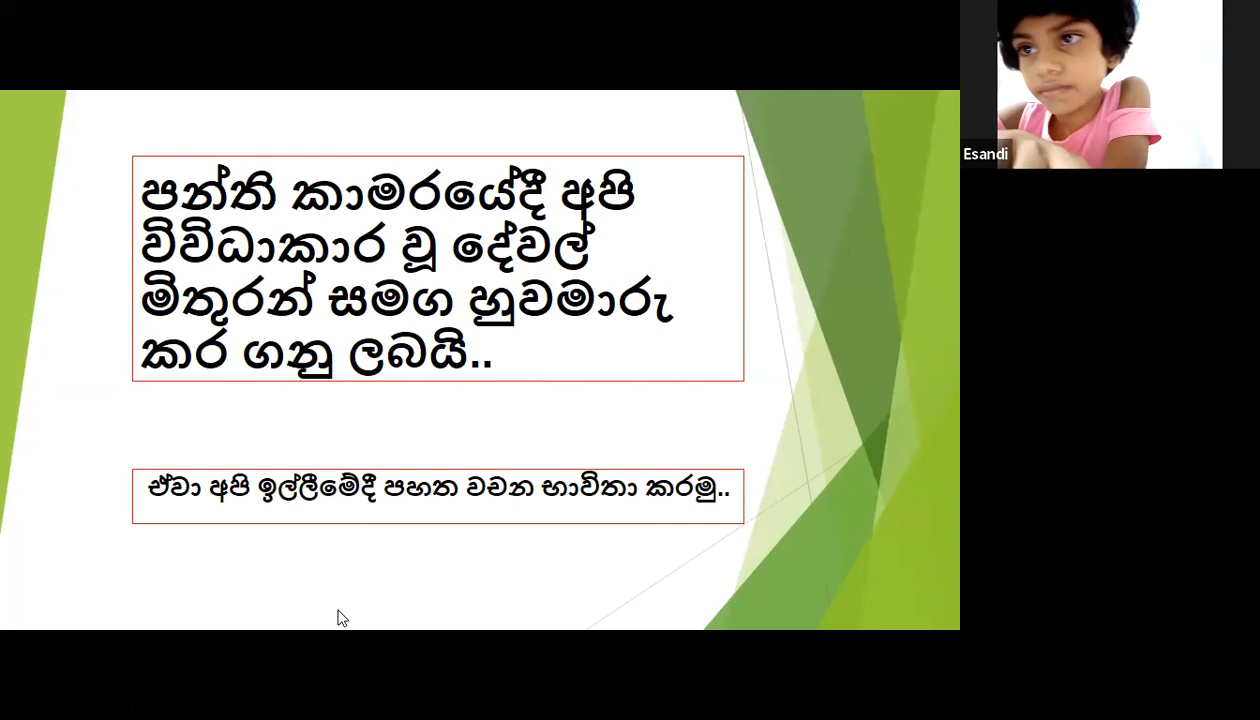 පන්ති කාමරයේදී අපි
විවිධාකාර වූ දේවල්
මිතුරන් සමග හුවමාරු
කර ගනු ලබයි..
ඒවා අපි ඉල්ලීමේදී පහත වචන භාවිතා කරමු..
Esandi